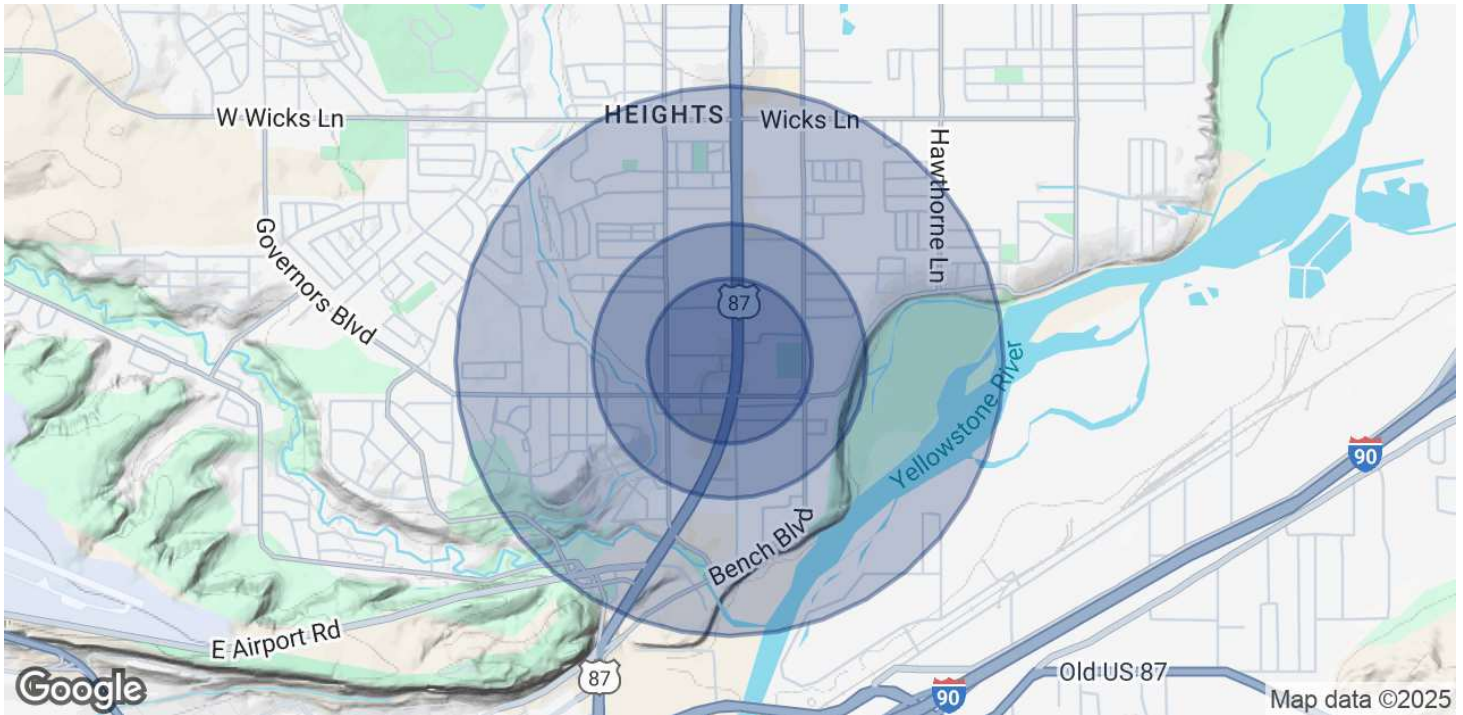 W Wicks Ln
HEIGHTS
Wicks Ln
Hawthorne Ln
Governors Blvd
87
Yellowstone River
90
Bench Blvd
E Airport Rd
87
Old US 87
90
Google
Map data ©2025